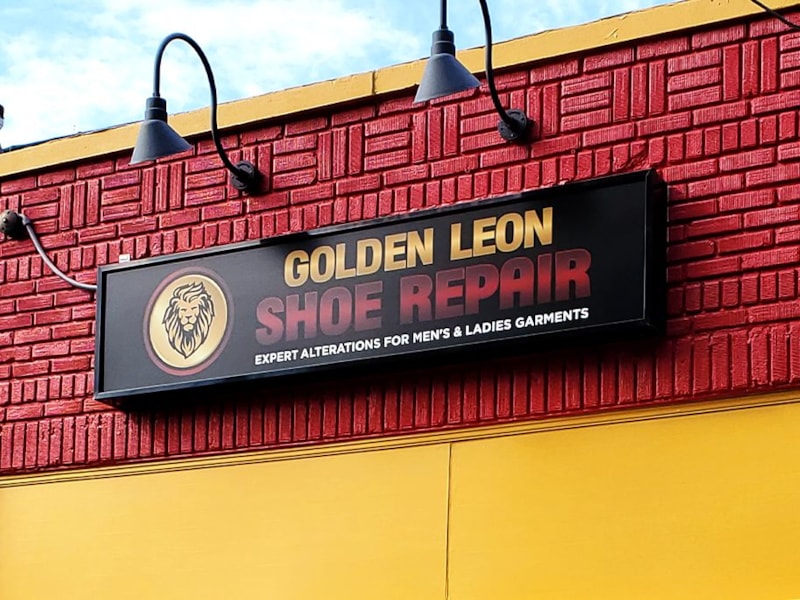 GOLDEN LEON
SHOE REPAIR
EXPERT ALTERATIONS FOR MEN'S & LADIES GARMENTS